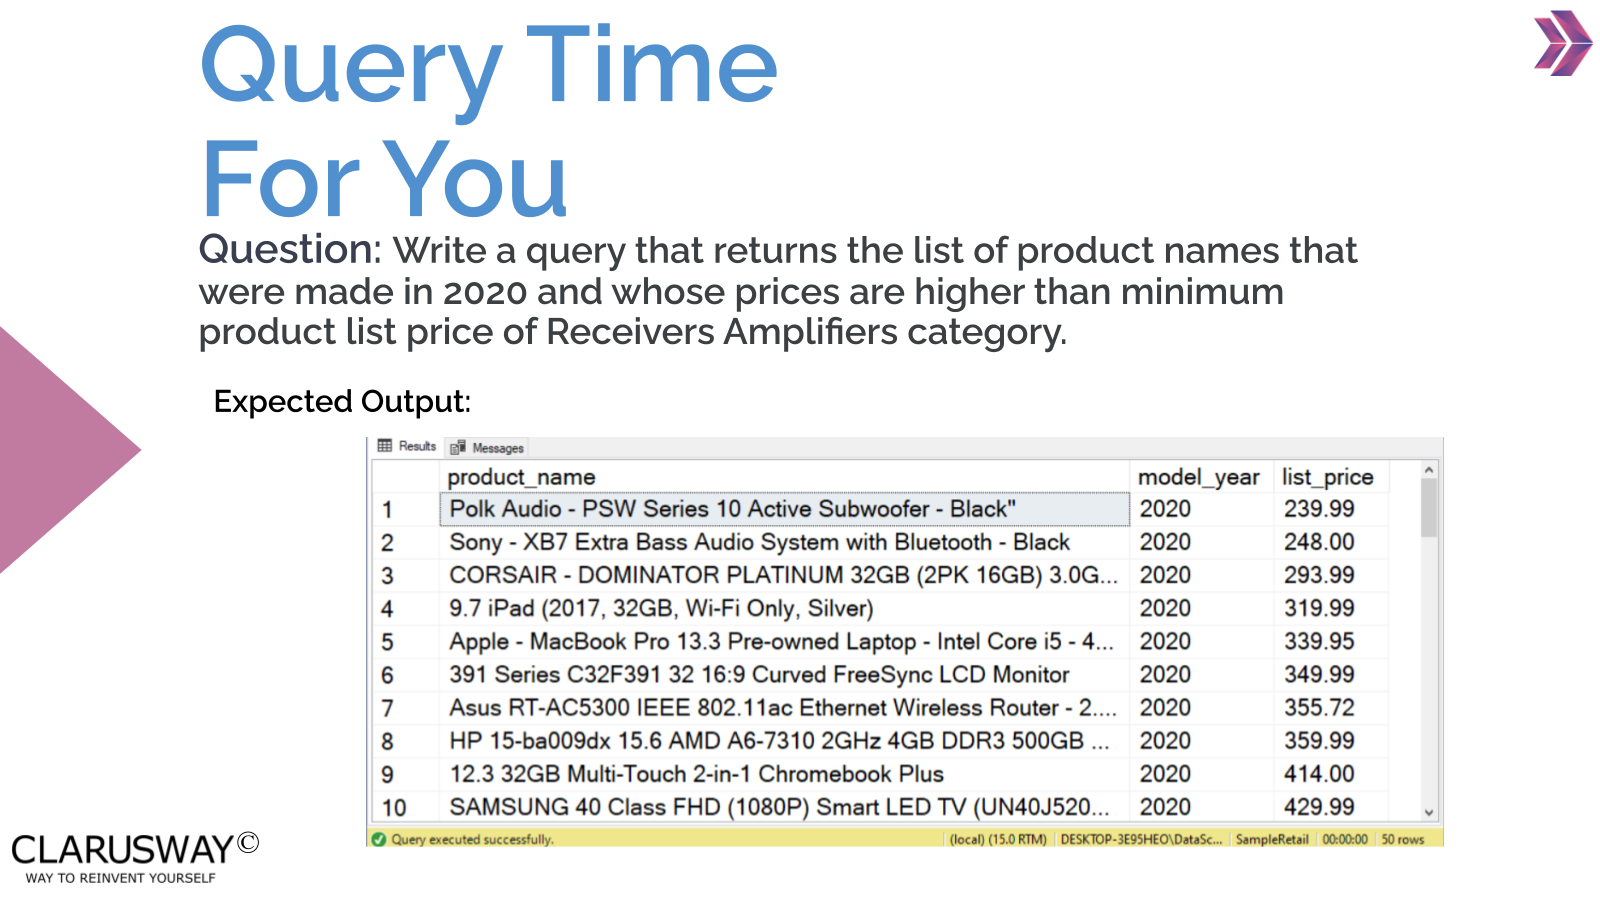 Query Time
For You
Question: Write a query that returns the list of product names that
were made in 2020 and whose prices are higher than minimum
product list price of Receivers Amplifiers category.
Expected Output:
Results Messages
product_name model_year list_price
1 Polk Audio - PSW Series 10 Active Subwoofer - Black" 2020 239.99
2 Sony - XB7 Extra Bass Audio System with Bluetooth - Black 2020 248.00
3 CORSAIR - DOMINATOR PLATINUM 32GB (2PK 16GB) 3.0G... 2020 293.99
4 9.7 iPad (2017, 32GB, Wi-Fi Only, Silver) 2020 319.99
5 Apple - MacBook Pro 13.3 Pre-owned Laptop - Intel Core i5 - 4... 2020 339.95
6 391 Series C32F391 32 16:9 Curved FreeSync LCD Monitor 2020 349.99
7 Asus RT-AC5300 IEEE 802.11ac Ethernet Wireless Router - 2.... 2020 355.72
8 HP 15-ba009dx 15.6 AMD A6-7310 2GHz 4GB DDR3 500GB ... 2020 359.99
9 12.3 32GB Multi-Touch 2-in-1 Chromebook Plus 2020 414.00
10 SAMSUNG 40 Class FHD (1080P) Smart LED TV (UN40J520... 2020 429.99
Query executed successfully. (local) (15.0 RTM) DESKTOP-3E95HEO\DataSc... SampleRetail 00:00:00 50 rows
CLARUSWAY©
WAY TO REINVENT YOURSELF